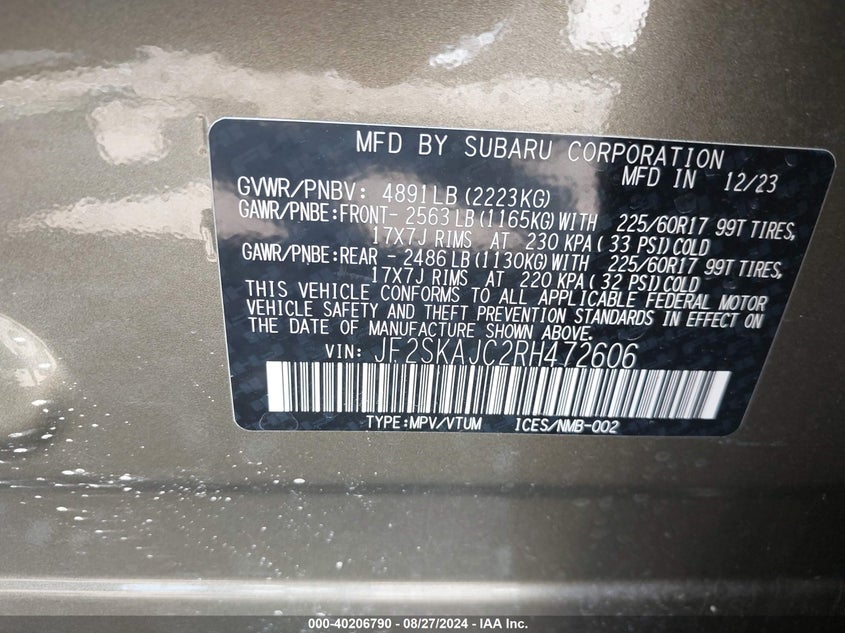 MFD BY SUBARU CORPORATION
MFD IN 12/23
GVWR/PNBV: 4891LB (2223KG)
GAWR/PNBE:FRONT- 2563LB (1165KG) WITH 225/60R17 99T TIRES,
17X7J RIMS AT 230 KPA( 33 PSI) COLD
GAWR/PNBE:REAR - 2486LB (1130KG) WITH 225/60R17 99T TIRES,
17X7J RIMS AT 220 KPA( 32 PSI) COLD
THIS VEHICLE CONFORMS TO ALL APPLICABLE FEDERAL MOTOR
VEHICLE SAFETY AND THEFT PREVENTION STANDARDS IN EFFECT ON
THE DATE OF MANUFACTURE SHOWN ABOVE.
VIN: JF2SKAJC2RH472606
TYPE:MPV/VTUM ICES/NMB-002
000-40206790 - 08/27/2024 - IAA Inc.